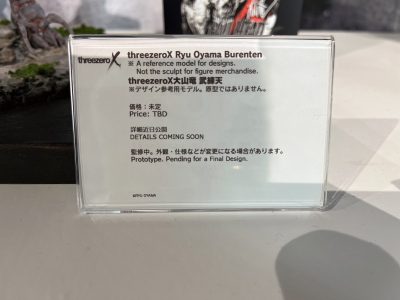 threezeroX
threezeroX Ryu Oyama Burenten
※ A reference model for designs.
Not the sculpt for figure merchandise.
threezeroX大山竜 武錬天
※デザイン参考用モデル。原型ではありません。
価格：未定
Price: TBD
詳細近日公開
DETAILS COMING SOON
監修中。外観・仕様などが変更になる場合があります。
Prototype. Pending for a Final Design.
©RYU OYAMA